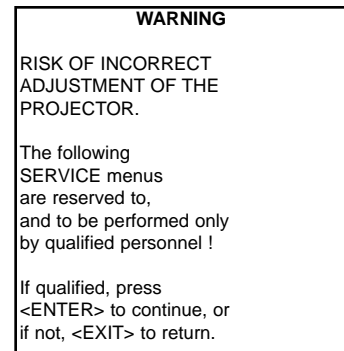 WARNING
RISK OF INCORRECT
ADJUSTMENT OF THE
PROJECTOR.
The following
SERVICE menus
are reserved to,
and to be performed only
by qualified personnel !
If qualified, press
<ENTER> to continue, or
if not, <EXIT> to return.